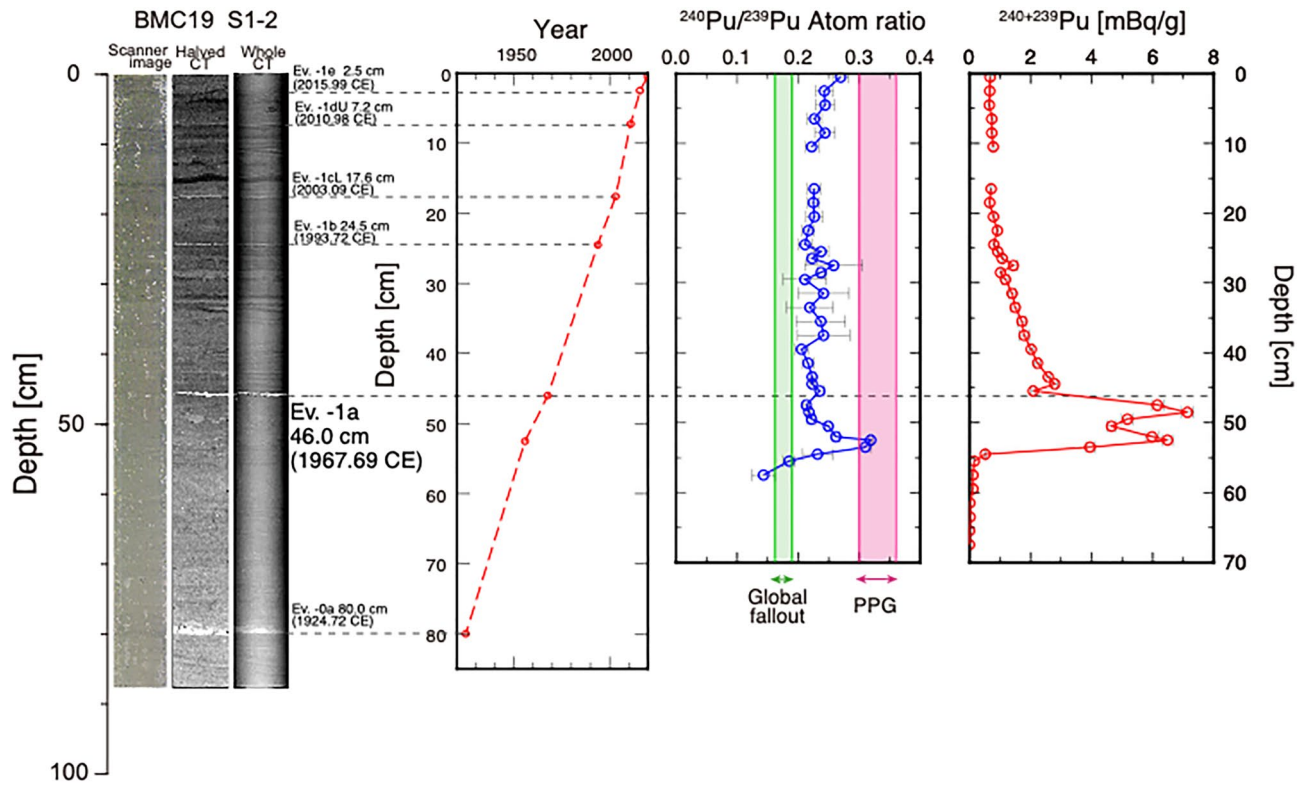 BMC19 S1-2
Scanner image
Halved CT
Whole CT
0
50
100
Depth [cm]
Ev. -1e 2.5 cm
(2015.99 CE)
Ev. -1dU 7.2 cm
(2010.98 CE)
Ev. -1cL 17.6 cm
(2003.09 CE)
Ev. -1b 24.5 cm
(1993.72 CE)
Ev. -1a
46.0 cm
(1967.69 CE)
Ev. -0a 80.0 cm
(1924.72 CE)
Year
1950 2000
0
10
20
30
40
50
60
70
80
Depth [cm]
240Pu/239Pu Atom ratio
0.0 0.1 0.2 0.3 0.4
Global
fallout
PPG
240+239Pu [mBq/g]
0 2 4 6 8
0
10
20
30
40
50
60
70
Depth [cm]